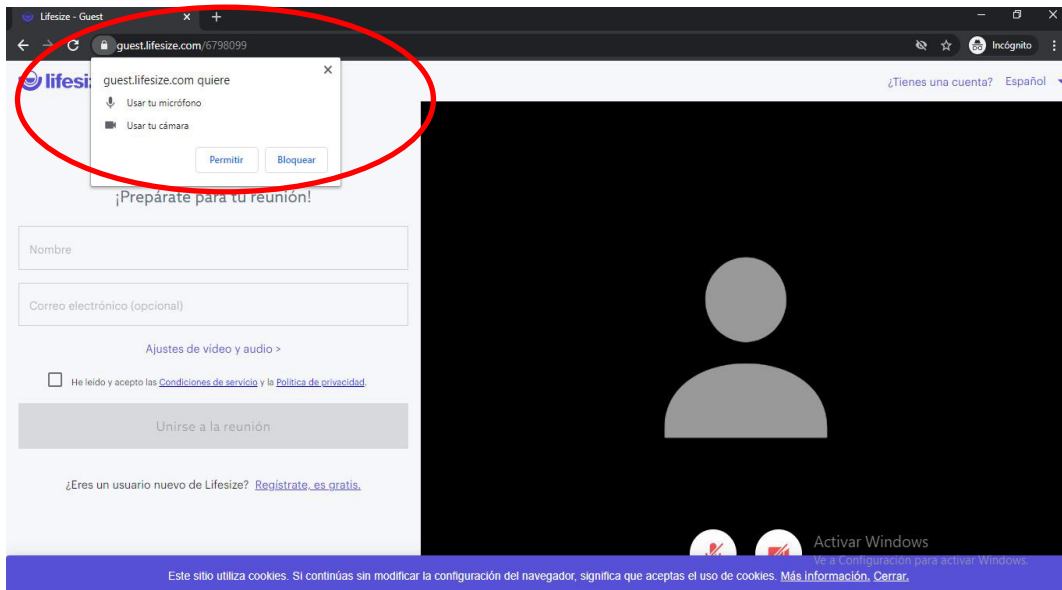 Lifesize - Guest
guest.lifesize.com/6798099
Incógnito
lifesi
¿Tienes una cuenta? Español
guest.lifesize.com quiere
Usar tu micrófono
Usar tu cámara
Permitir Bloquear
¡Prepárate para tu reunión!
Nombre
Correo electrónico (opcional)
Ajustes de vídeo y audio >
He leído y acepto las Condiciones de servicio y la Política de privacidad.
Unirse a la reunión
¿Eres un usuario nuevo de Lifesize? Regístrate, es gratis.
Activar Windows
Ve a Configuración para activar Windows.
Este sitio utiliza cookies. Si continúas sin modificar la configuración del navegador, significa que aceptas el uso de cookies. Más información. Cerrar.